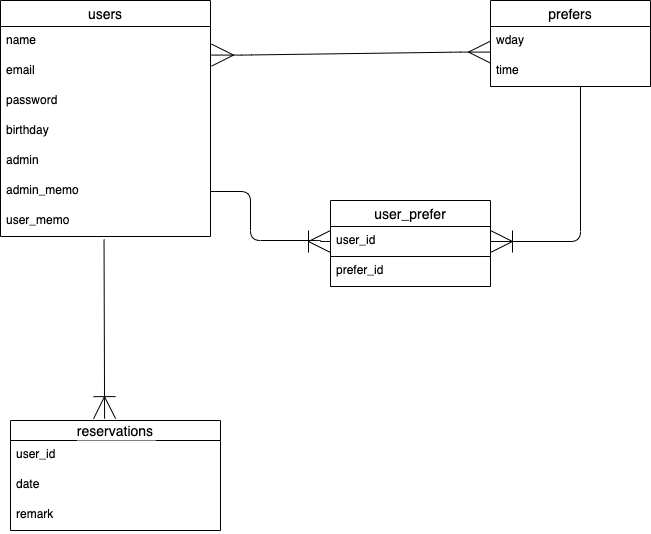 users
name
email
password
birthday
admin
admin_memo
user_memo
prefers
wday
time
user_prefer
user_id
prefer_id
reservations
user_id
date
remark